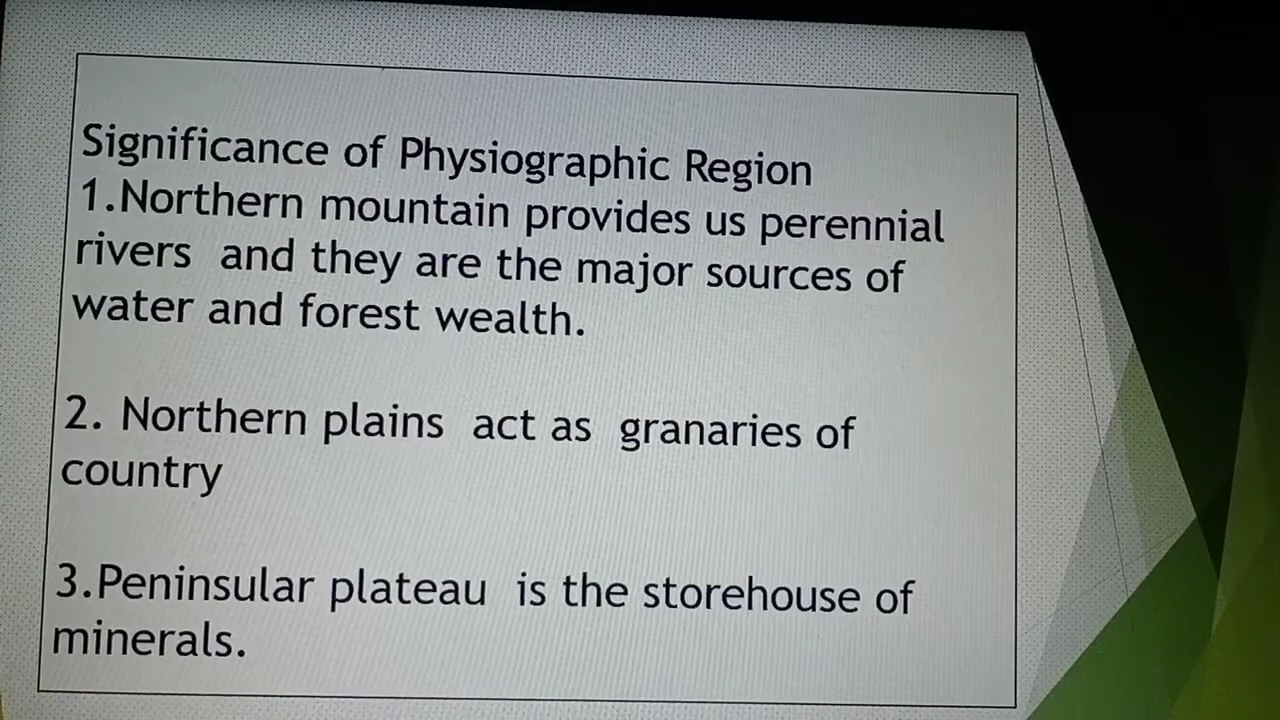 Significance of Physiographic Region
1.Northern mountain provides us perennial
rivers and they are the major sources of
water and forest wealth.
2. Northern plains act as granaries of
country
3.Peninsular plateau is the storehouse of
minerals.